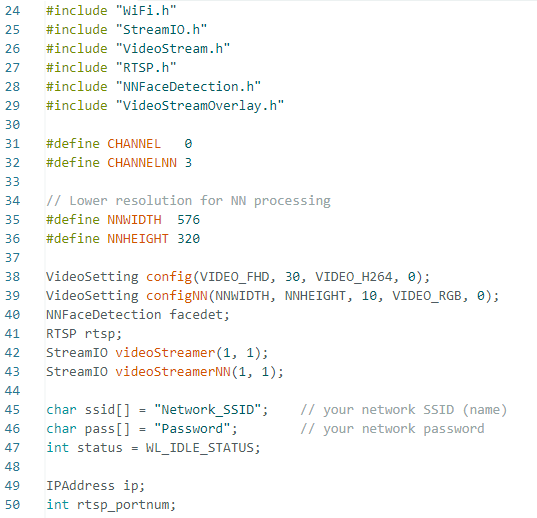 24 #include "WiFi.h"
25 #include "StreamIO.h"
26 #include "VideoStream.h"
27 #include "RTSP.h"
28 #include "NNFaceDetection.h"
29 #include "VideoStreamOverlay.h"
30
31 #define CHANNEL   0
32 #define CHANNELNN 3
33
34 // Lower resolution for NN processing
35 #define NNWIDTH  576
36 #define NNHEIGHT 320
37
38 VideoSetting config(VIDEO_FHD, 30, VIDEO_H264, 0);
39 VideoSetting configNN(NNWIDTH, NNHEIGHT, 10, VIDEO_RGB, 0);
40 NNFaceDetection facedet;
41 RTSP rtsp;
42 StreamIO videoStreamer(1, 1);
43 StreamIO videoStreamerNN(1, 1);
44
45 char ssid[] = "Network_SSID";    // your network SSID (name)
46 char pass[] = "Password";        // your network password
47 int status = WL_IDLE_STATUS;
48
49 IPAddress ip;
50 int rtsp_portnum;